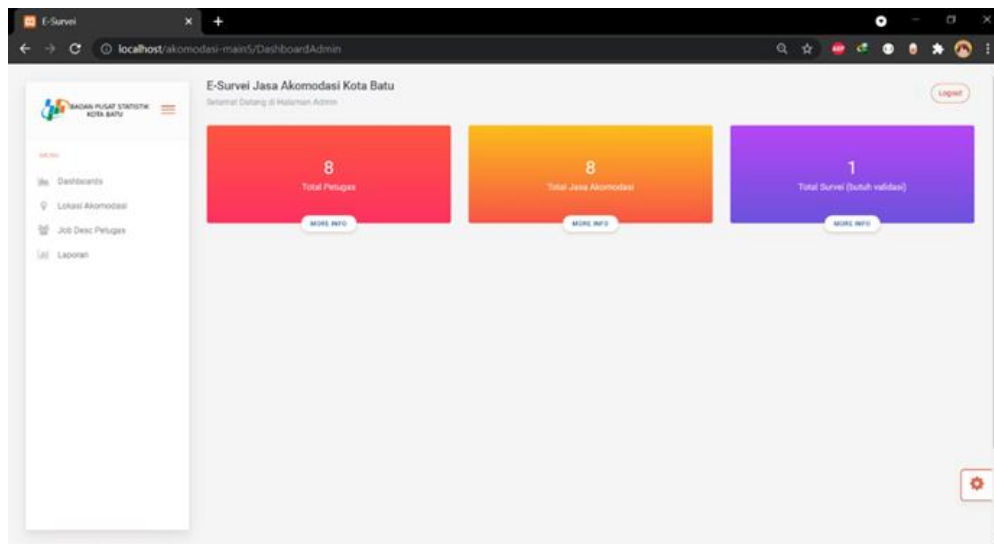 E-Survei
localhost/akomodasi-main5/DashboardAdmin
ABP
BADAN PUSAT STATISTIK
KOTA BATU
E-Survei Jasa Akomodasi Kota Batu
Selamat Datang di Halaman Admin
Logout
MENU
Dashboards
Lokasi Akomodasi
Job Desc Petugas
Laporan
8
Total Petugas
MORE INFO
8
Total Jasa Akomodasi
MORE INFO
1
Total Survei (butuh validasi)
MORE INFO